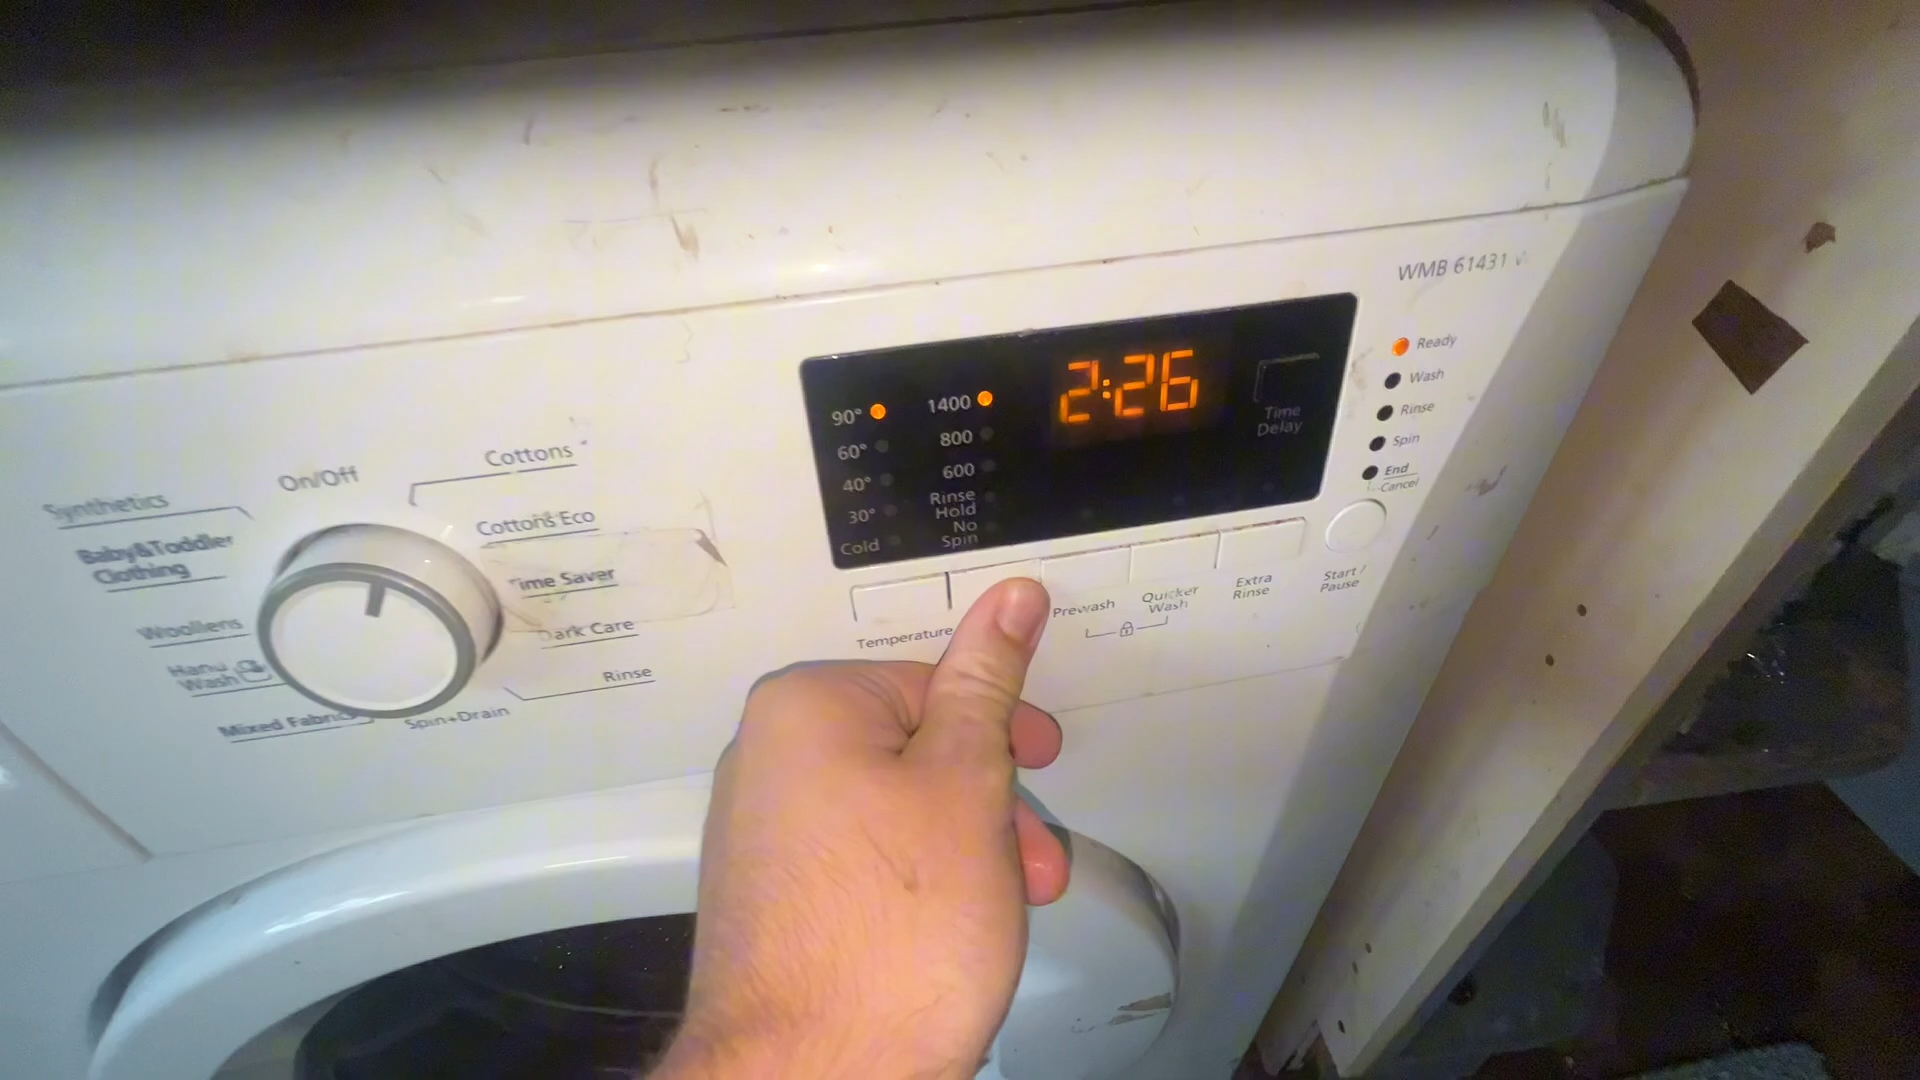 WMB 61431
2:26
90°
60°
40°
30°
Cold
1400
800
600
Rinse
Hold
No
Spin
Time
Delay
Ready
Wash
Rinse
Spin
End
Cancel
On/Off
Cottons
Cottons Eco
Time Saver
Dark Care
Rinse
Spin+Drain
Synthetics
Baby&Toddler
Clothing
Woollens
Hand
Wash
Mixed Fabrics
Temperature
Prewash
Quicker
Wash
Extra
Rinse
Start /
Pause